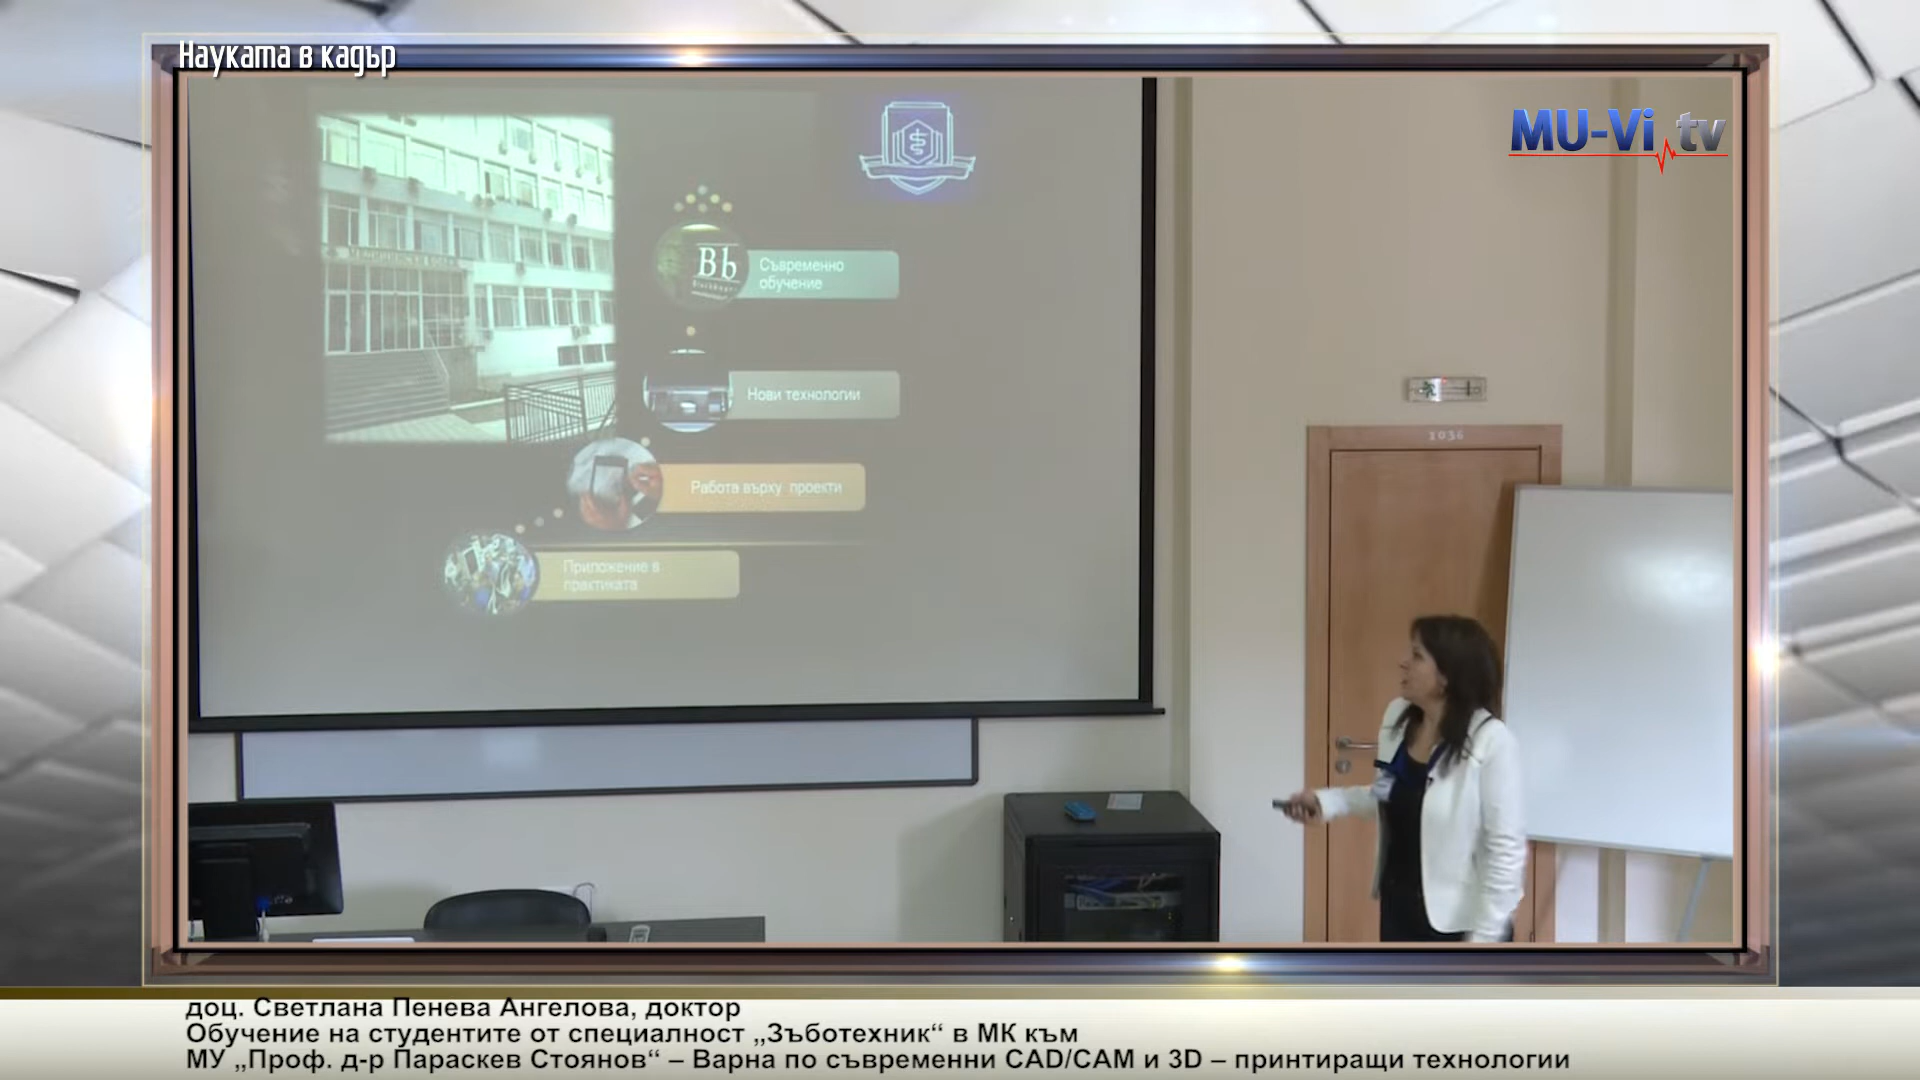 Науката в кадър
MU-Vi.tv
Bb
Blackboard
Съвременно
обучение
Нови технологии
Работа върху проекти
Приложение в
практиката
1036
доц. Светлана Пенева Ангелова, доктор
Обучение на студентите от специалност „Зъботехник“ в МК към
МУ „Проф. д-р Параскев Стоянов“ – Варна по съвременни CAD/CAM и 3D – принтиращи технологии